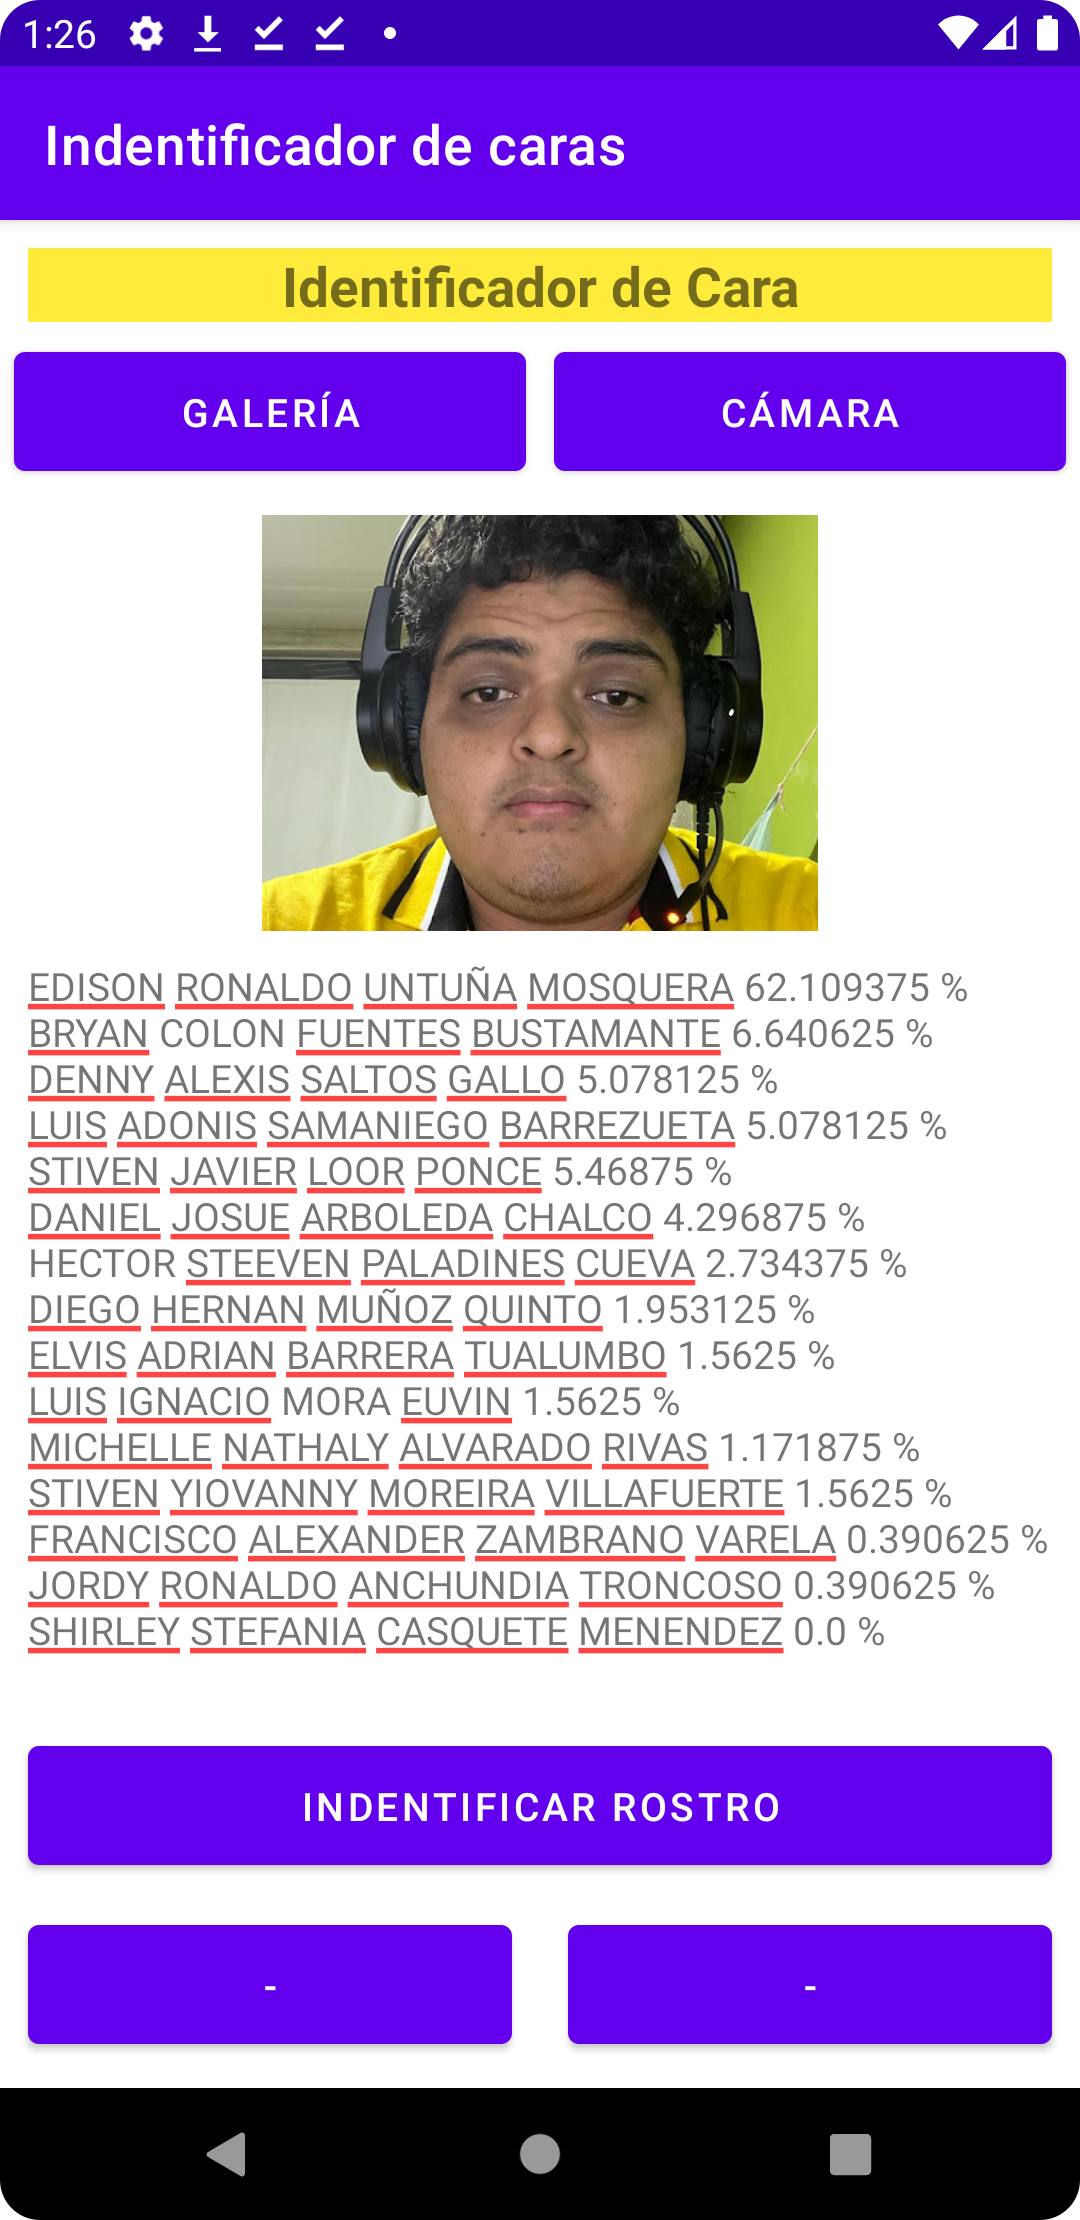 1:26
Indentificador de caras
Identificador de Cara
GALERÍA
CÁMARA
EDISON RONALDO UNTUÑA MOSQUERA 62.109375 %
BRYAN COLON FUENTES BUSTAMANTE 6.640625 %
DENNY ALEXIS SALTOS GALLO 5.078125 %
LUIS ADONIS SAMANIEGO BARREZUETA 5.078125 %
STIVEN JAVIER LOOR PONCE 5.46875 %
DANIEL JOSUE ARBOLEDA CHALCO 4.296875 %
HECTOR STEEVEN PALADINES CUEVA 2.734375 %
DIEGO HERNAN MUÑOZ QUINTO 1.953125 %
ELVIS ADRIAN BARRERA TUALUMBO 1.5625 %
LUIS IGNACIO MORA EUVIN 1.5625 %
MICHELLE NATHALY ALVARADO RIVAS 1.171875 %
STIVEN YIOVANNY MOREIRA VILLAFUERTE 1.5625 %
FRANCISCO ALEXANDER ZAMBRANO VARELA 0.390625 %
JORDY RONALDO ANCHUNDIA TRONCOSO 0.390625 %
SHIRLEY STEFANIA CASQUETE MENENDEZ 0.0 %
INDENTIFICAR ROSTRO
-
-